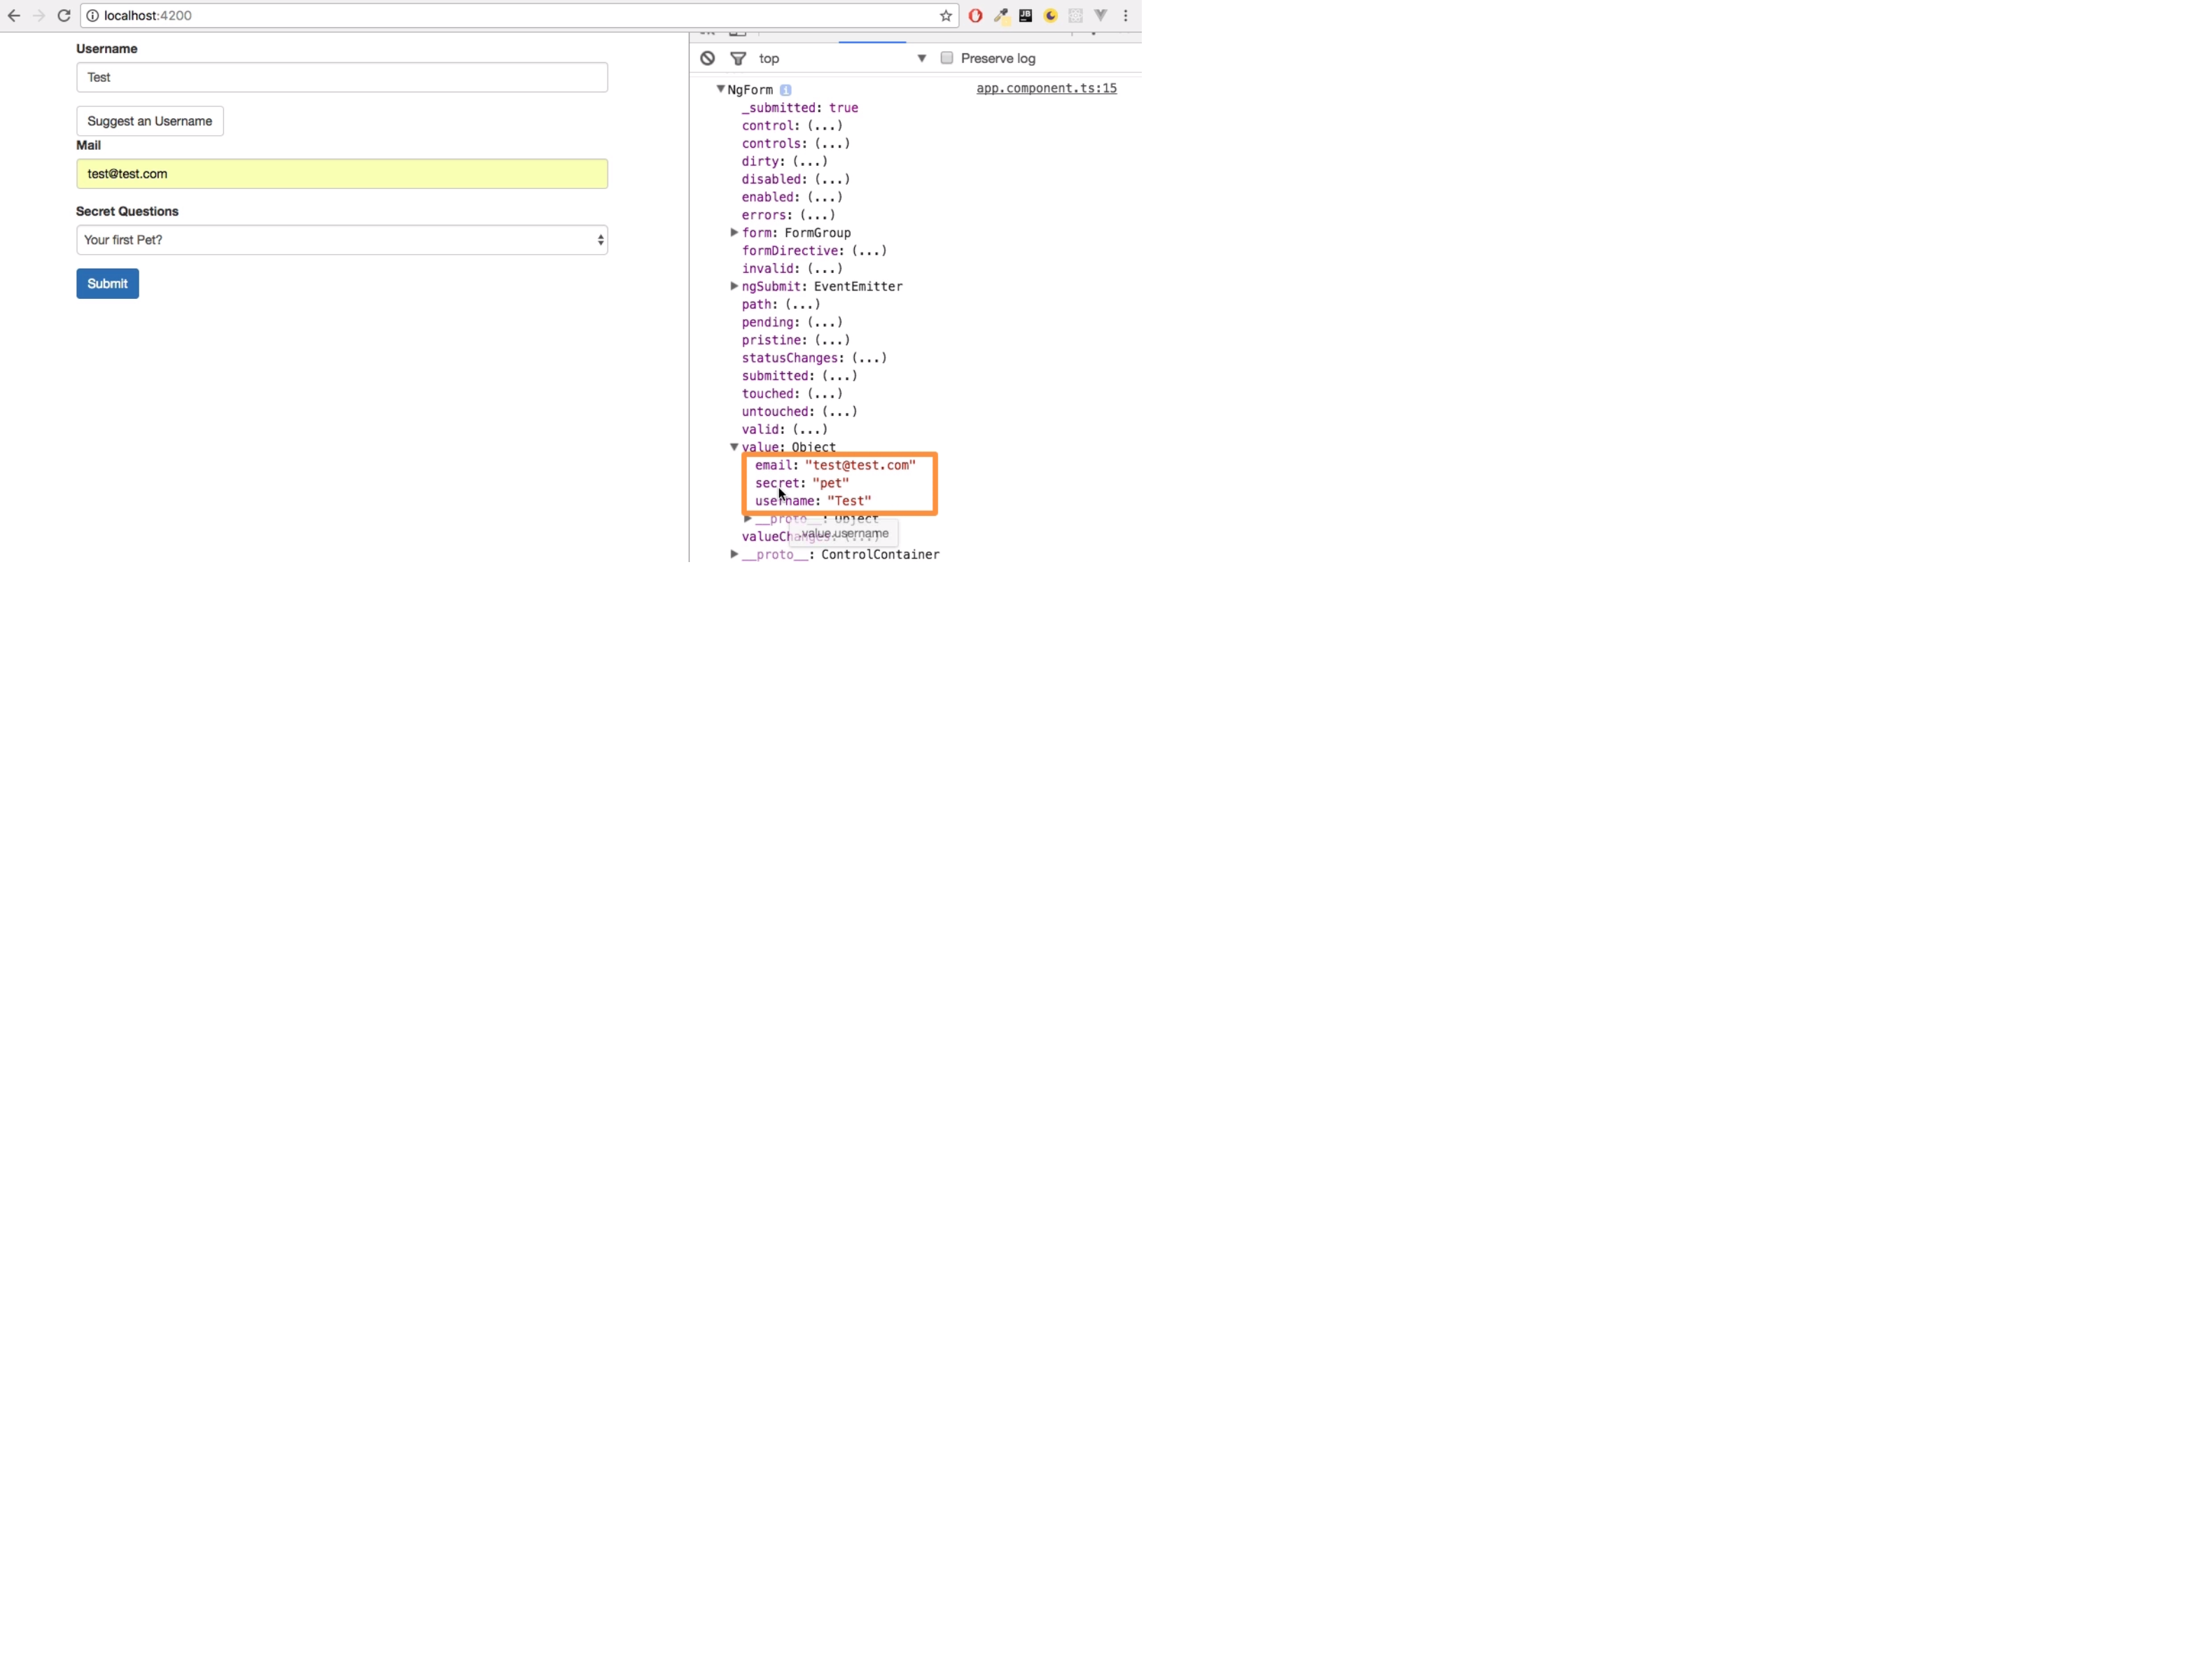 localhost:4200
JB
Username
Test
Suggest an Username
Mail
test@test.com
Secret Questions
Your first Pet?
Submit
top
Preserve log
NgForm i
app.component.ts:15
_submitted: true
control: (...)
controls: (...)
dirty: (...)
disabled: (...)
enabled: (...)
errors: (...)
form: FormGroup
formDirective: (...)
invalid: (...)
ngSubmit: EventEmitter
path: (...)
pending: (...)
pristine: (...)
statusChanges: (...)
submitted: (...)
touched: (...)
untouched: (...)
valid: (...)
value: Object
email: "test@test.com"
secret: "pet"
username: "Test"
__proto__: Object
.value.username
__proto__: ControlContainer